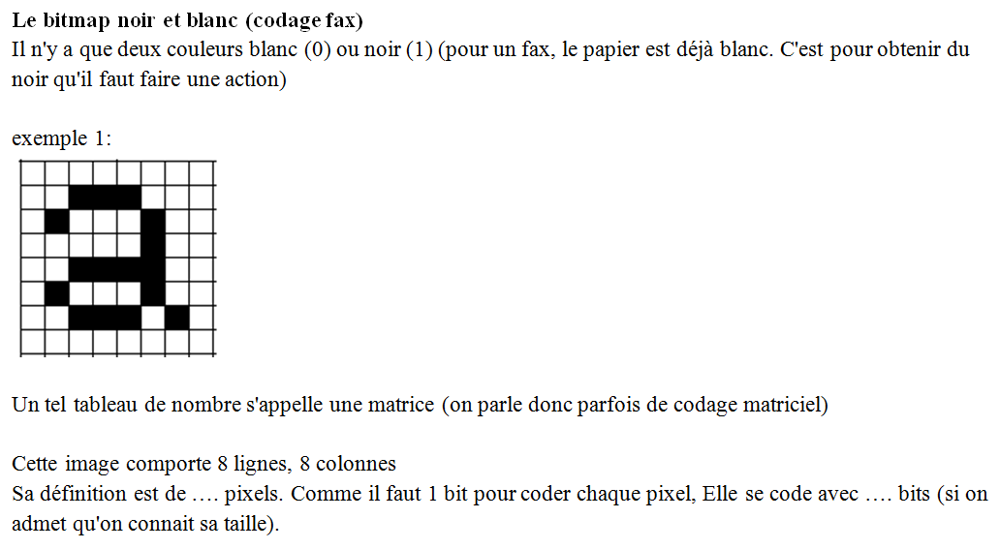 Le bitmap noir et blanc (codage fax)
Il n'y a que deux couleurs blanc (0) ou noir (1) (pour un fax, le papier est déjà blanc. C'est pour obtenir du
noir qu'il faut faire une action)
exemple 1:
Un tel tableau de nombre s'appelle une matrice (on parle donc parfois de codage matriciel)
Cette image comporte 8 lignes, 8 colonnes
Sa définition est de …. pixels. Comme il faut 1 bit pour coder chaque pixel, Elle se code avec …. bits (si on
admet qu'on connait sa taille).